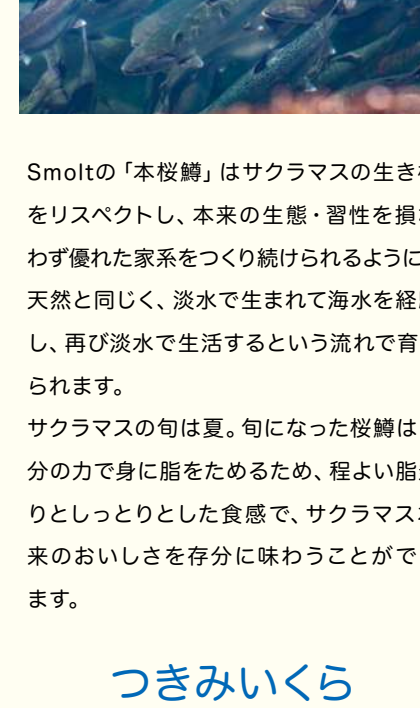 Smoltの「本桜鱒」はサクラマスの生き
をリスペクトし、本来の生態・習性を損
わず優れた家系をつくり続けられるように
天然と同じく、淡水で生まれて海水を経
し、再び淡水で生活するという流れで育
られます。
サクラマスの旬は夏。旬になった桜鱒は
分の力で身に脂をためるため、程よい脂
りとしっとりとした食感で、サクラマス
来のおいしさを存分に味わうことがで
ます。
つきみいくら